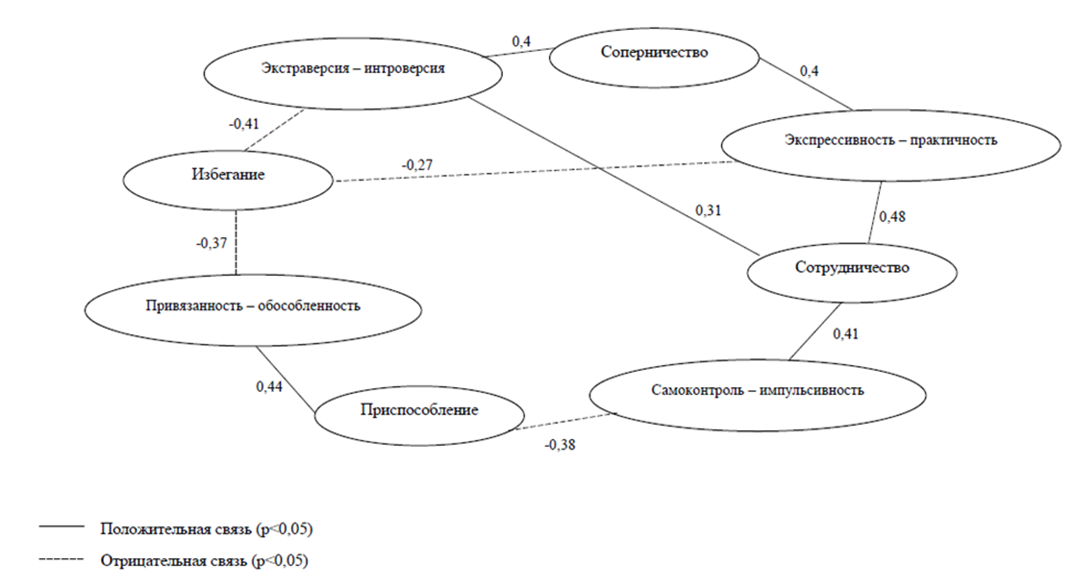 0,4
Соперничество
Экстраверсия – интроверсия
0,4
-0,41
Экспрессивность – практичность
Избегание
-0,27
0,31
0,48
-0,37
Сотрудничество
Привязанность – обособленность
0,41
0,44
Самоконтроль – импульсивность
Приспособление
-0,38
Положительная связь (p<0,05)
Отрицательная связь (p<0,05)